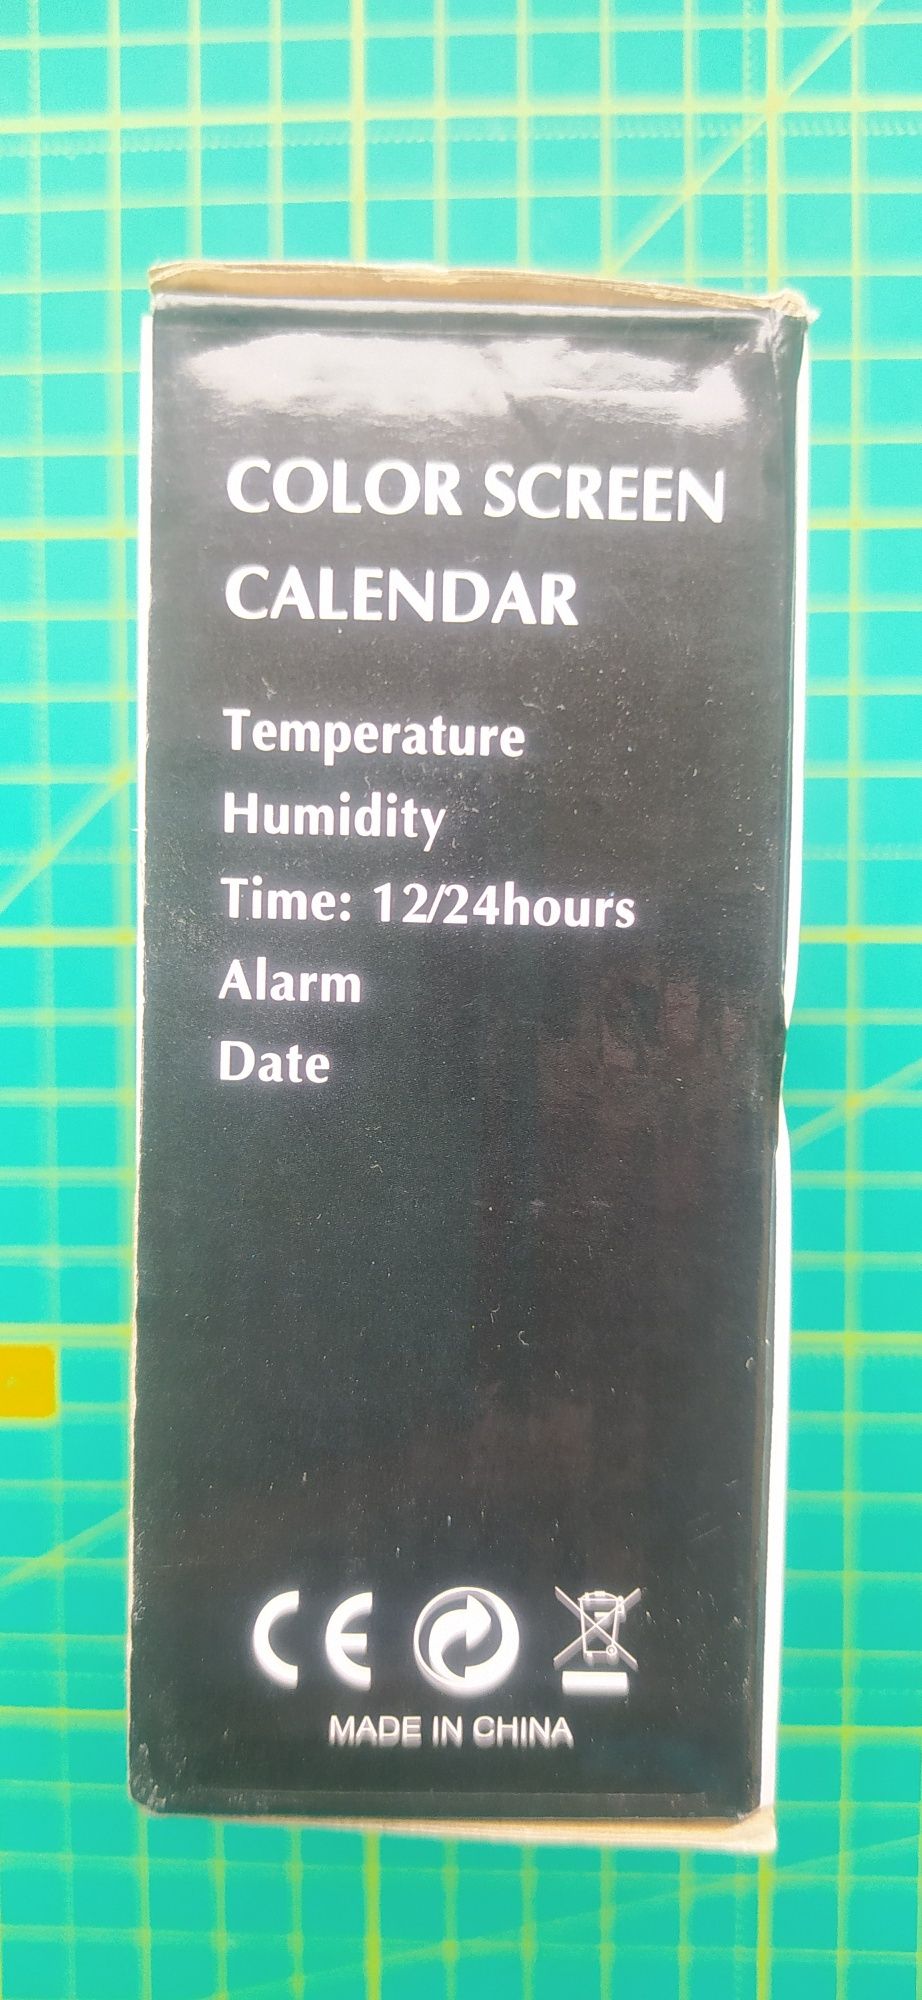 COLOR SCREEN
CALENDAR
Temperature
Humidity
Time: 12/24hours
Alarm
Date
CE
MADE IN CHINA